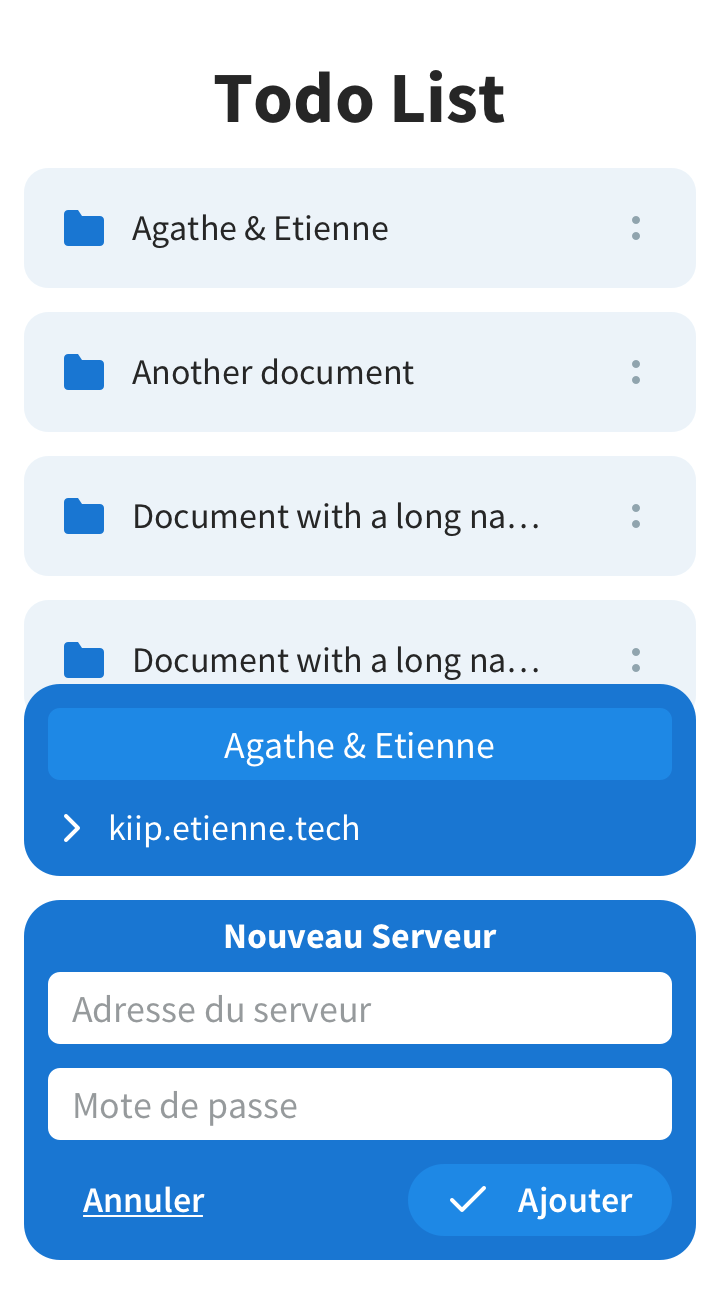 Todo List
Agathe & Etienne
Another document
Document with a long na...
Document with a long na...
Agathe & Etienne
kiip.etienne.tech
Nouveau Serveur
Adresse du serveur
Mote de passe
Annuler
Ajouter